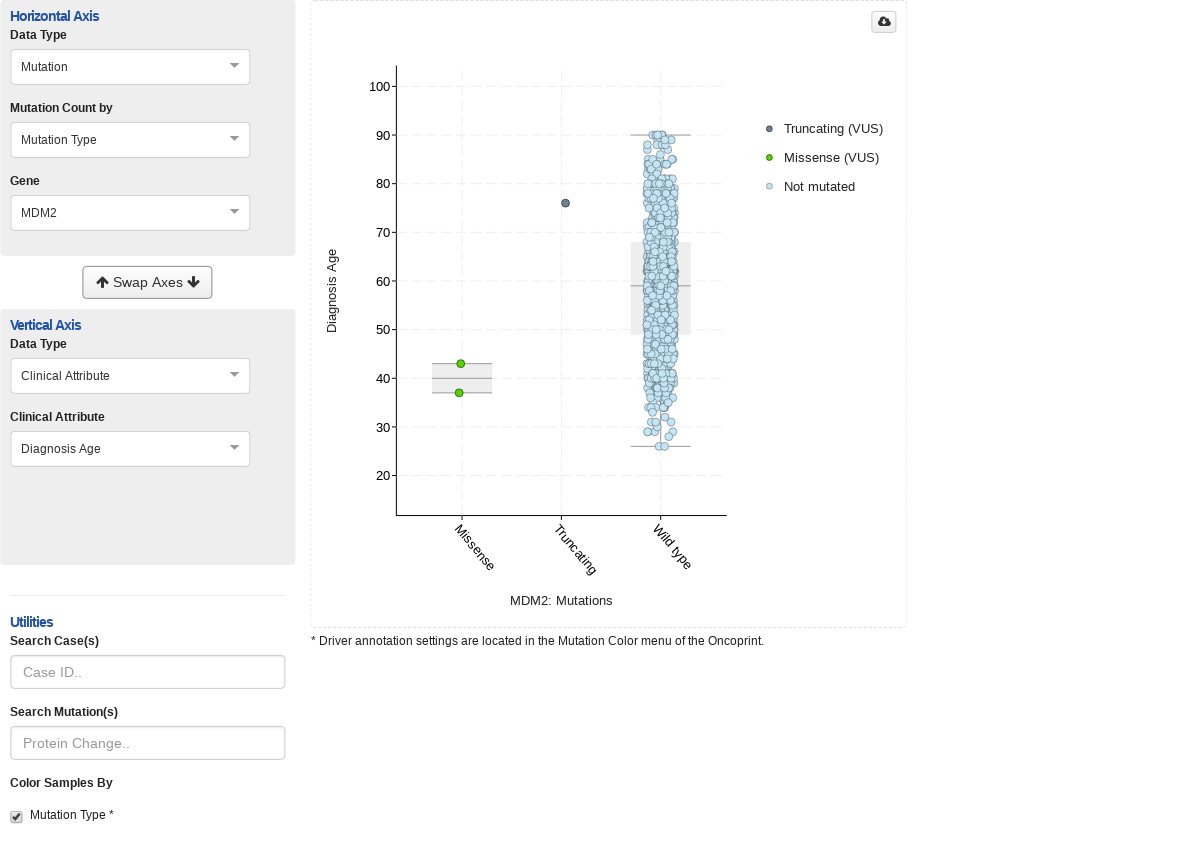 Horizontal Axis
Data Type
Mutation
Mutation Count by
Mutation Type
Gene
MDM2
Swap Axes
Vertical Axis
Data Type
Clinical Attribute
Clinical Attribute
Diagnosis Age
Utilities
Search Case(s)
Case ID..
Search Mutation(s)
Protein Change..
Color Samples By
Mutation Type *
Diagnosis Age
100
90
80
70
60
50
40
30
20
Missense
Truncating
Wild type
MDM2: Mutations
Truncating (VUS)
Missense (VUS)
Not mutated
* Driver annotation settings are located in the Mutation Color menu of the Oncoprint.